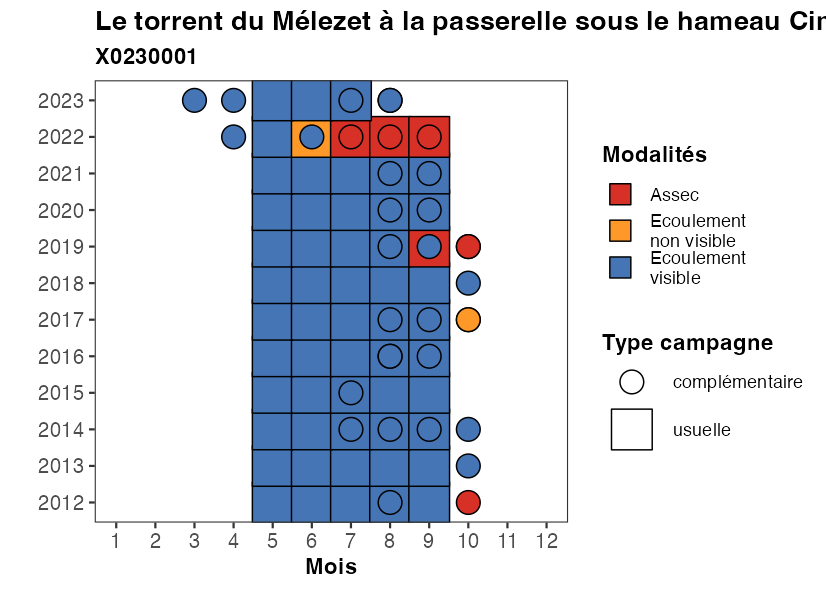 Le torrent du Mélezet à la passerelle sous le hameau Cin
X0230001
2023
2022
2021
2020
2019
2018
2017
2016
2015
2014
2013
2012
1 2 3 4 5 6 7 8 9 10 11 12
Mois
Modalités
Assec
Ecoulement
non visible
Ecoulement
visible
Type campagne
complémentaire
usuelle